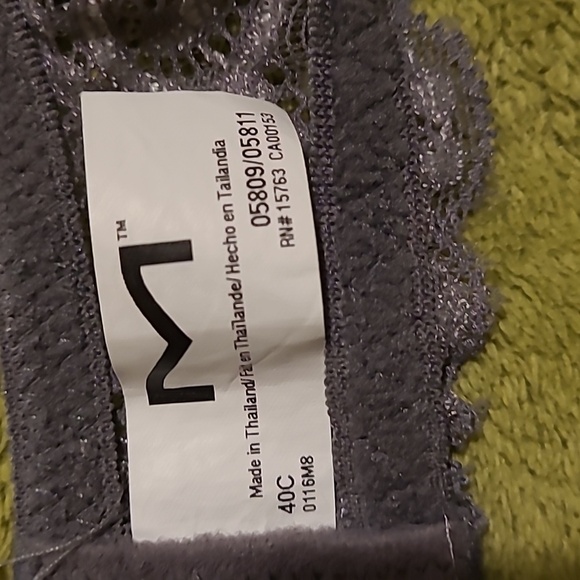 M™
Made in Thailand/Fait en Thaïlande/ Hecho en Tailandia
40C 05809/05811
0116M8 RN# 15763 CA00153